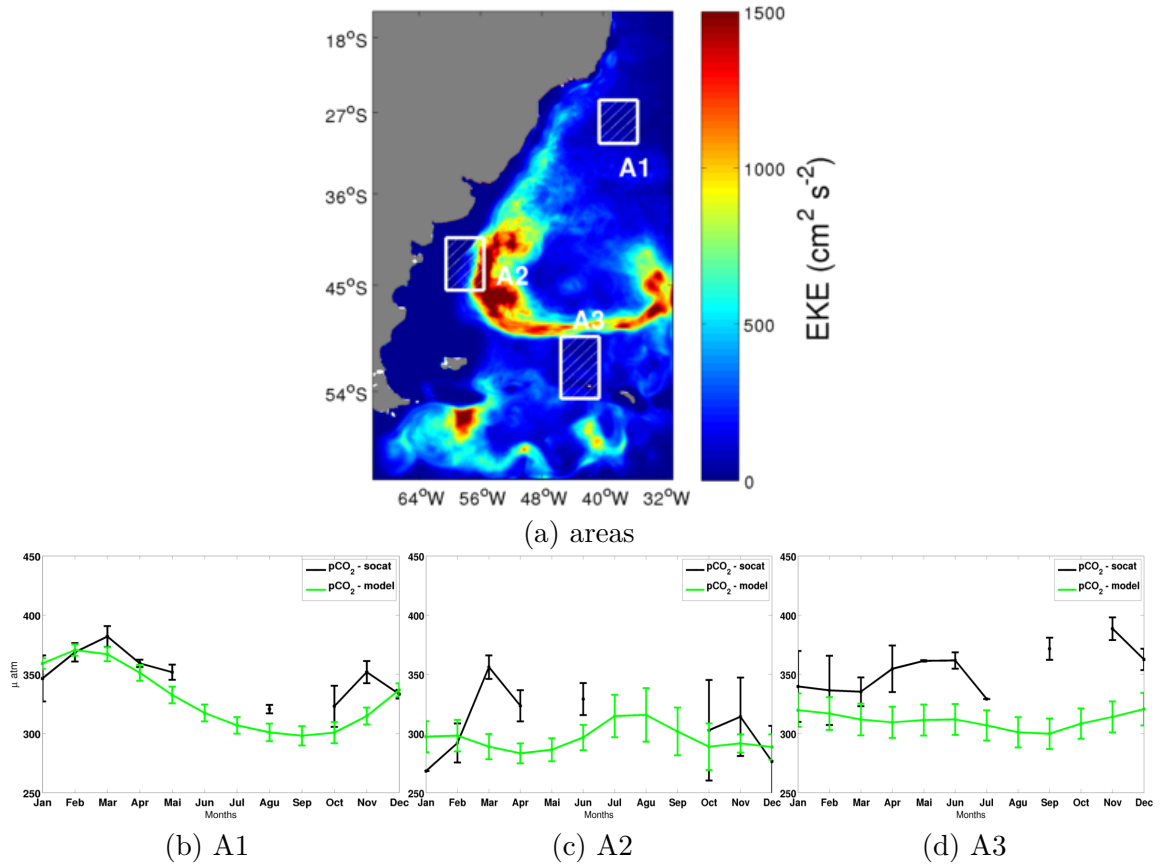 18°S
27°S
36°S
45°S
54°S
64°W 56°W 48°W 40°W 32°W
A1
A2
A3
1500
1000
500
0
EKE (cm² s⁻²)
(a) areas
450
400
350
300
250
μ atm
pCO₂ - socat
pCO₂ - model
Jan Feb Mar Apr Mai Jun Jul Agu Sep Oct Nov Dec
Months
(b) A1
450
400
350
300
250
pCO₂ - socat
pCO₂ - model
Jan Feb Mar Apr Mai Jun Jul Agu Sep Oct Nov Dec
Months
(c) A2
450
400
350
300
250
pCO₂ - socat
pCO₂ - model
Jan Feb Mar Apr Mai Jun Jul Agu Sep Oct Nov Dec
Months
(d) A3